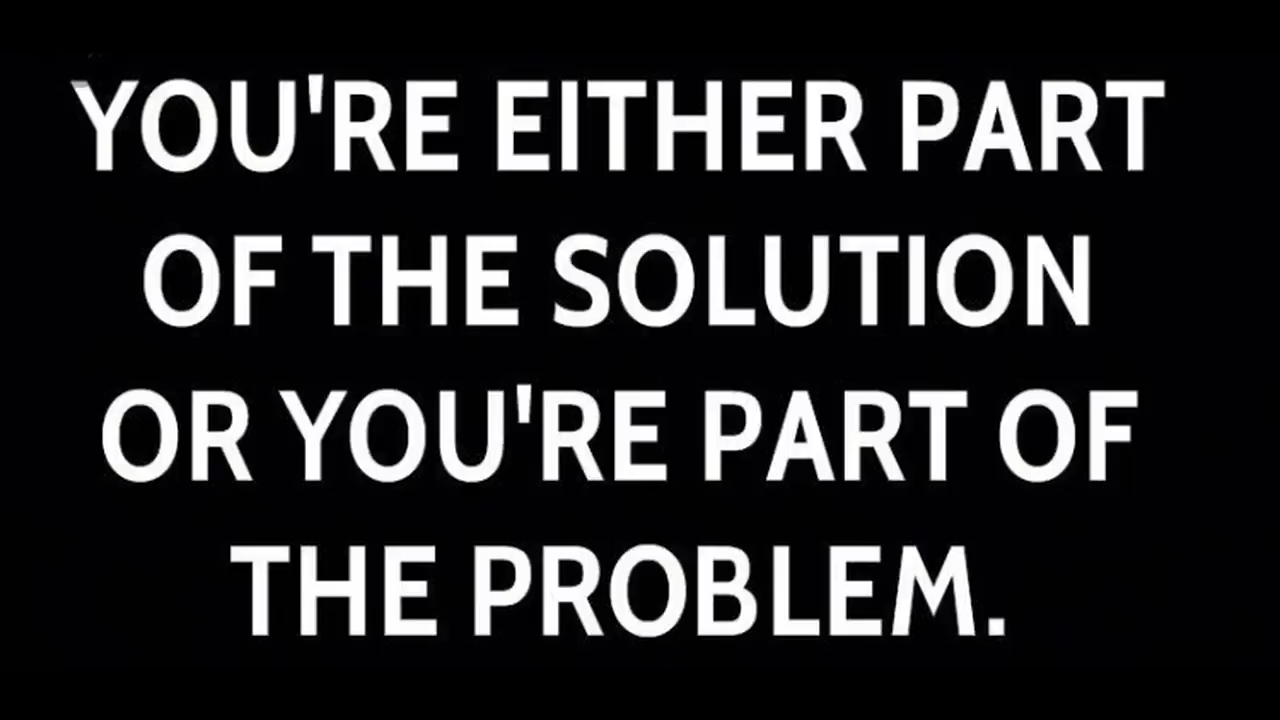 YOU'RE EITHER PART
OF THE SOLUTION
OR YOU'RE PART OF
THE PROBLEM.